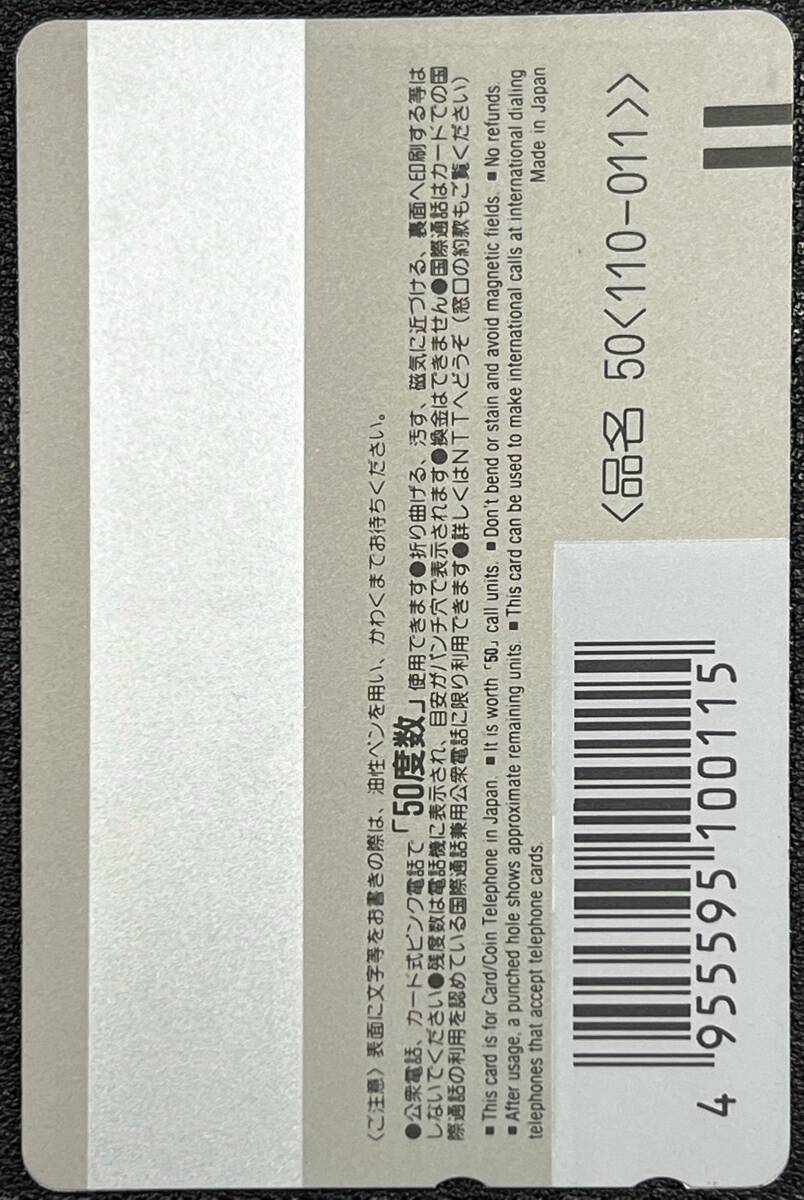 〈ご注意〉表面に文字等をお書きの際は、油性ペンを用い、かわくまでお待ちください。
●公衆電話、カード式ピンク電話で「50度数」使用できます●折り曲げる、汚す、磁気に近づける、裏面へ印刷する等は
しないでください●残度数は電話機に表示され、目安がパンチ穴で表示されます●換金はできません●国際通話はカードでの国
際通話の利用を認めている国際通話兼用公衆電話に限り利用できます●詳しくはNTTへどうぞ（窓口の約款もご覧ください）
■This card is for Card/Coin Telephone in Japan. ■It is worth「50」call units. ■Don't bend or stain and avoid magnetic fields. ■No refunds.
■After usage, a punched hole shows approximate remaining units. ■This card can be used to make international calls at international dialing
telephones that accept telephone cards.
Made in Japan
<品名 50<110-011>>
4 955595 100115